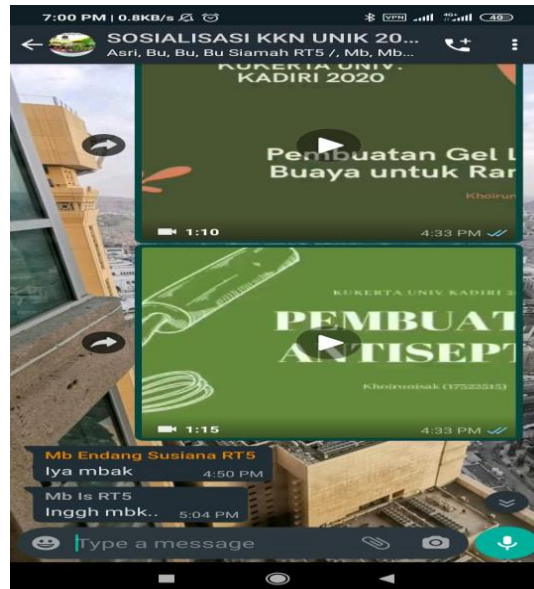 7:00 PM | 0.8KB/s
VPN 4G+ 40
SOSIALISASI KKN UNIK 20...
Asri, Bu, Bu, Bu Siamah RT5 /, Mb, Mb...
KUKERTA UNIV.
KADIRI 2020
Pembuatan Gel L
Buaya untuk Ran
Khoirun
1:10
4:33 PM
KUKERTA UNIV KADIRI 2
PEMBUAT
ANTISEPT
Khoirunisak (17522515)
1:15
4:33 PM
Mb Endang Susiana RT5
Iya mbak
4:50 PM
Mb Is RT5
Inggh mbk..
5:04 PM
Type a message